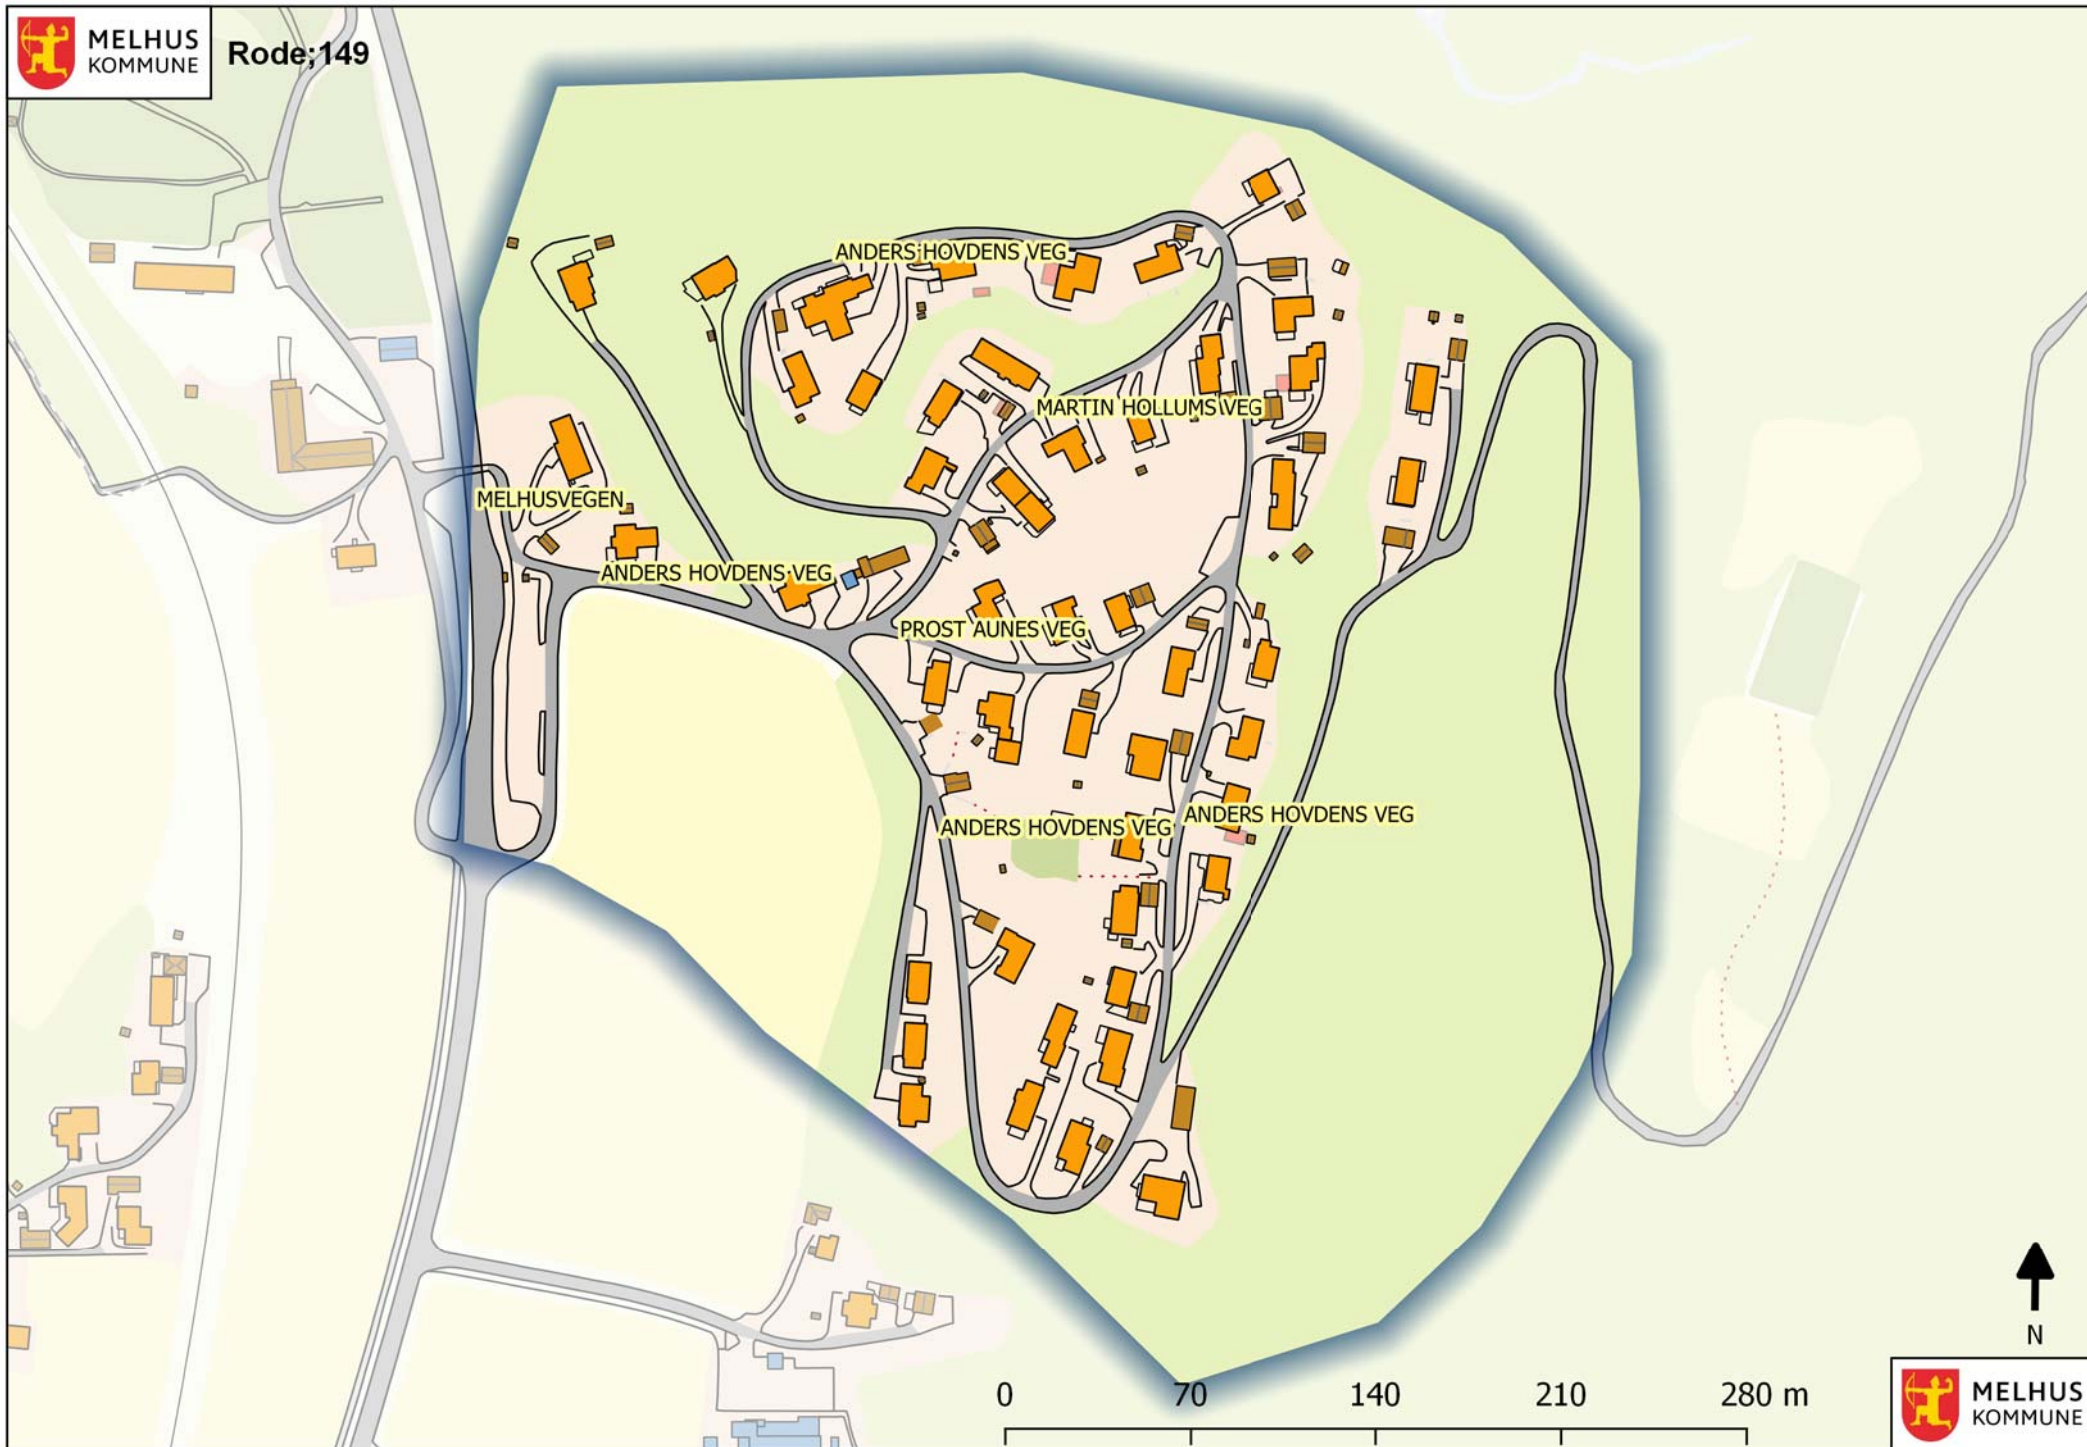 MELHUS
KOMMUNE
Rode;149
ANDERS HOVDENS VEG
MARTIN HOLLUMS VEG
MELHUSVEGEN
ANDERS HOVDENS VEG
PROST AUNES VEG
ANDERS HOVDENS VEG
ANDERS HOVDENS VEG
N
0 70 140 210 280 m
MELHUS
KOMMUNE